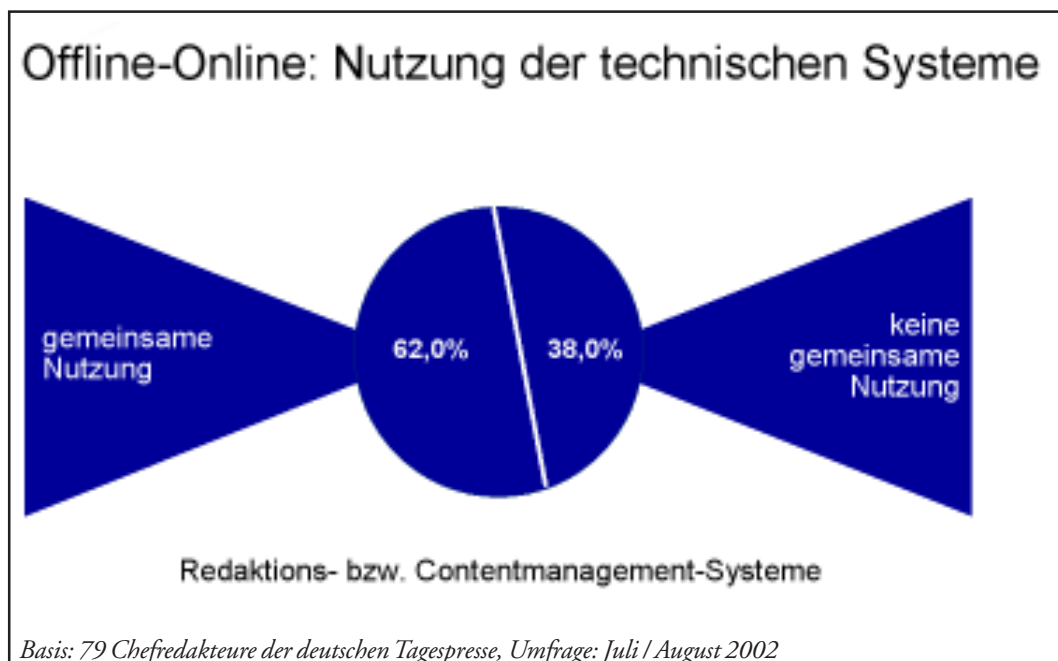 Offline-Online: Nutzung der technischen Systeme
gemeinsame
Nutzung
62,0%
38,0%
keine
gemeinsame
Nutzung
Redaktions- bzw. Contentmanagement-Systeme
Basis: 79 Chefredakteure der deutschen Tagespresse, Umfrage: Juli / August 2002